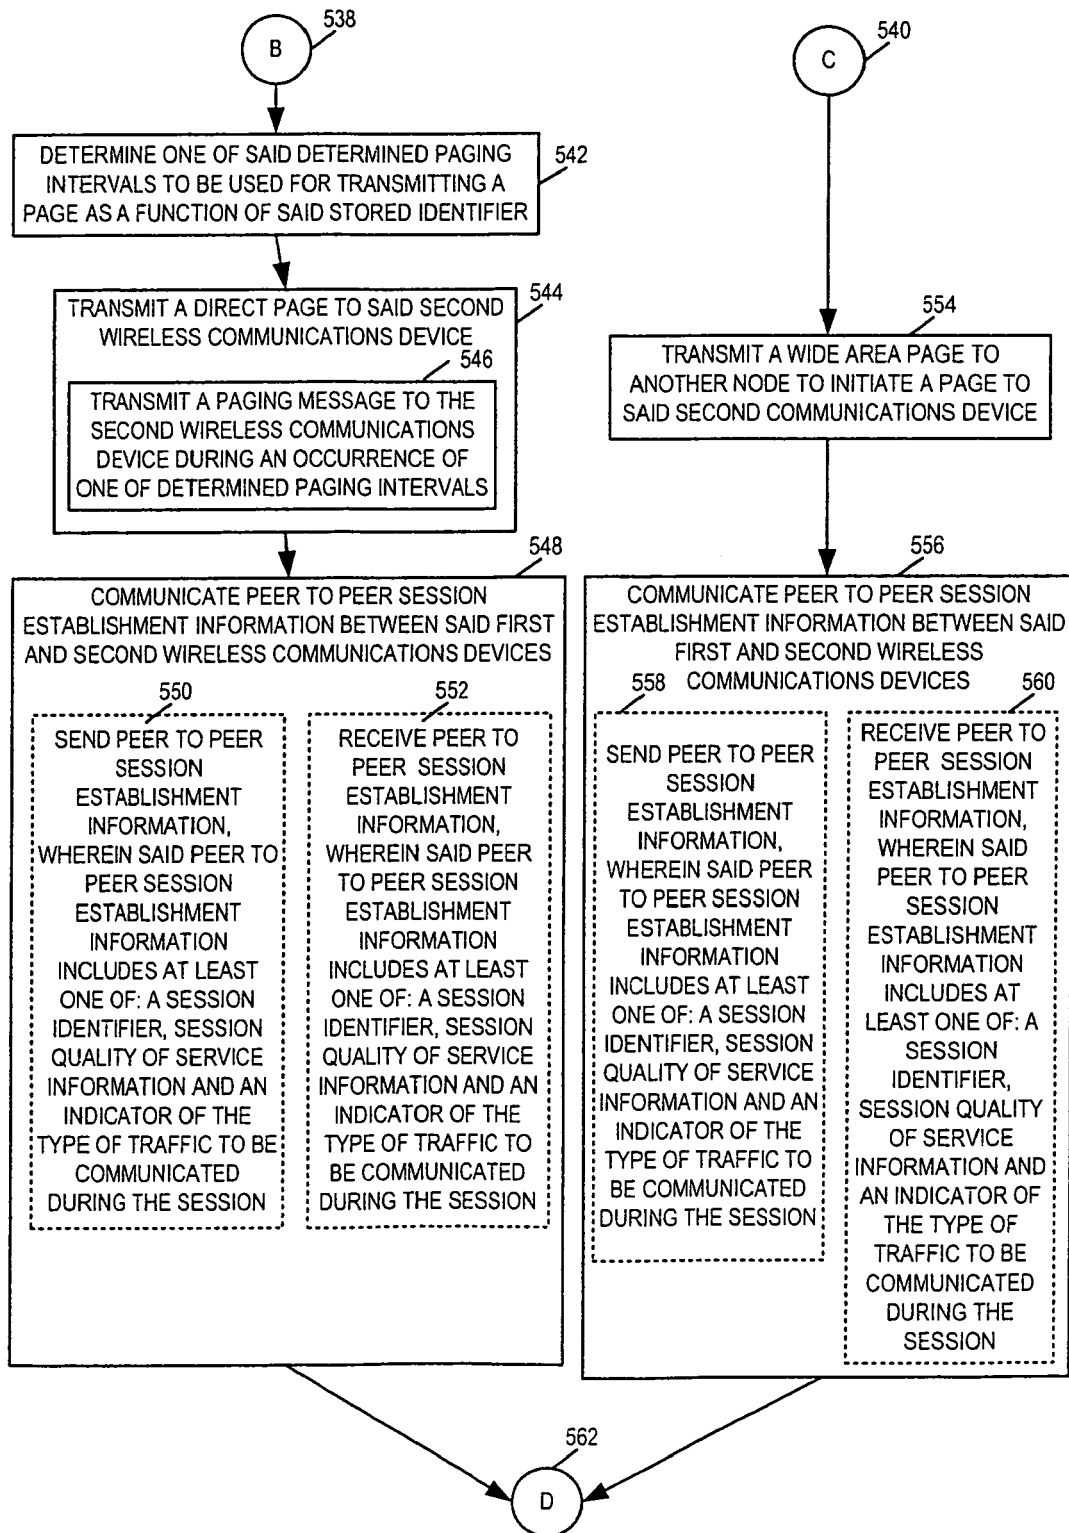 538
B
DETERMINE ONE OF SAID DETERMINED PAGING
INTERVALS TO BE USED FOR TRANSMITTING A
PAGE AS A FUNCTION OF SAID STORED IDENTIFIER
542
TRANSMIT A DIRECT PAGE TO SAID SECOND
WIRELESS COMMUNICATIONS DEVICE
544
546
TRANSMIT A PAGING MESSAGE TO THE
SECOND WIRELESS COMMUNICATIONS
DEVICE DURING AN OCCURRENCE OF
ONE OF DETERMINED PAGING INTERVALS
548
COMMUNICATE PEER TO PEER SESSION
ESTABLISHMENT INFORMATION BETWEEN SAID FIRST
AND SECOND WIRELESS COMMUNICATIONS DEVICES
550
SEND PEER TO PEER
SESSION
ESTABLISHMENT
INFORMATION,
WHEREIN SAID PEER TO
PEER SESSION
ESTABLISHMENT
INFORMATION
INCLUDES AT LEAST
ONE OF: A SESSION
IDENTIFIER, SESSION
QUALITY OF SERVICE
INFORMATION AND AN
INDICATOR OF THE
TYPE OF TRAFFIC TO BE
COMMUNICATED
DURING THE SESSION
552
RECEIVE PEER TO
PEER SESSION
ESTABLISHMENT
INFORMATION,
WHEREIN SAID PEER
TO PEER SESSION
ESTABLISHMENT
INFORMATION
INCLUDES AT LEAST
ONE OF: A SESSION
IDENTIFIER, SESSION
QUALITY OF SERVICE
INFORMATION AND AN
INDICATOR OF THE
TYPE OF TRAFFIC TO
BE COMMUNICATED
DURING THE SESSION
540
C
554
TRANSMIT A WIDE AREA PAGE TO
ANOTHER NODE TO INITIATE A PAGE TO
SAID SECOND COMMUNICATIONS DEVICE
556
COMMUNICATE PEER TO PEER SESSION
ESTABLISHMENT INFORMATION BETWEEN SAID
FIRST AND SECOND WIRELESS
COMMUNICATIONS DEVICES
558
SEND PEER TO PEER
SESSION
ESTABLISHMENT
INFORMATION,
WHEREIN SAID PEER
TO PEER SESSION
ESTABLISHMENT
INFORMATION
INCLUDES AT LEAST
ONE OF: A SESSION
IDENTIFIER, SESSION
QUALITY OF SERVICE
INFORMATION AND AN
INDICATOR OF THE
TYPE OF TRAFFIC TO
BE COMMUNICATED
DURING THE SESSION
560
RECEIVE PEER TO
PEER SESSION
ESTABLISHMENT
INFORMATION,
WHEREIN SAID
PEER TO PEER
SESSION
ESTABLISHMENT
INFORMATION
INCLUDES AT
LEAST ONE OF: A
SESSION
IDENTIFIER,
SESSION QUALITY
OF SERVICE
INFORMATION AND
AN INDICATOR OF
THE TYPE OF
TRAFFIC TO BE
COMMUNICATED
DURING THE
SESSION
562
D